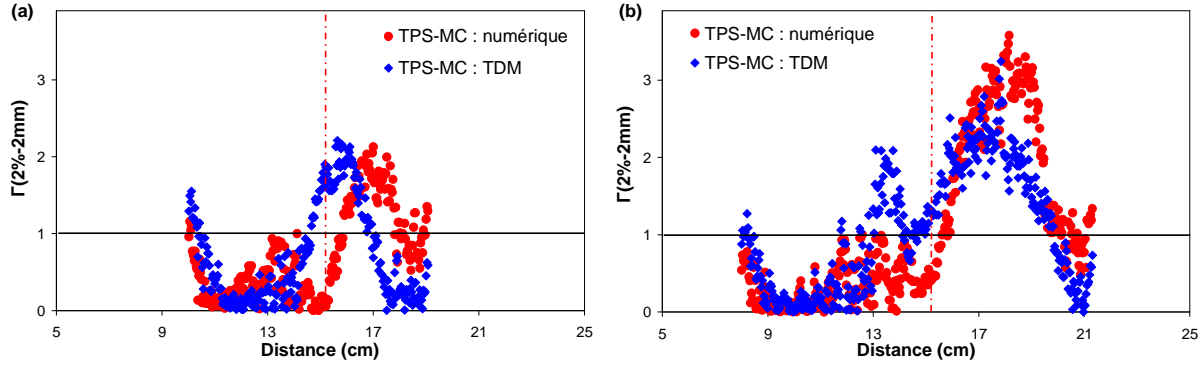 (a)
TPS-MC : numérique
TPS-MC : TDM
Γ(2%-2mm)
3
2
1
0
5
9
13
17
21
25
Distance (cm)
(b)
TPS-MC : numérique
TPS-MC : TDM
Γ(2%-2mm)
3
2
1
0
5
9
13
17
21
25
Distance (cm)